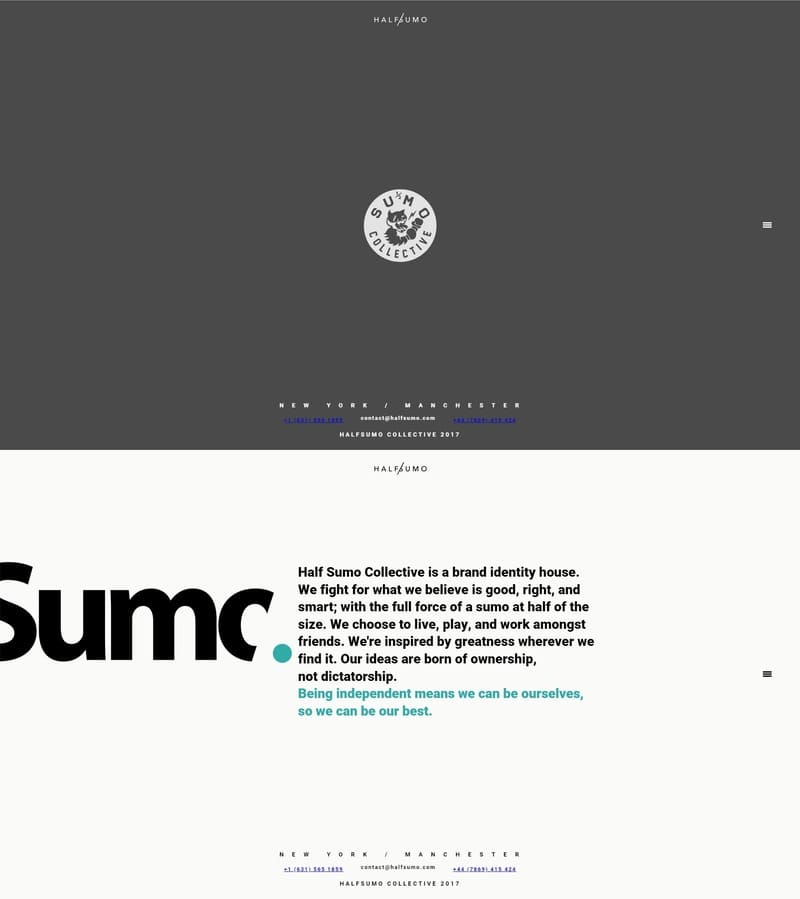 HALFSUMO
SU½MO
COLLECTIVE
NEW YORK / MANCHESTER
+1 (631) 565 1859 contact@halfsumo.com +44 (7869) 415 424
HALFSUMO COLLECTIVE 2017
HALFSUMO
Sumo.
Half Sumo Collective is a brand identity house.
We fight for what we believe is good, right, and
smart; with the full force of a sumo at half of the
size. We choose to live, play, and work amongst
friends. We're inspired by greatness wherever we
find it. Our ideas are born of ownership,
not dictatorship.
Being independent means we can be ourselves,
so we can be our best.
NEW YORK / MANCHESTER
+1 (631) 565 1859 contact@halfsumo.com +44 (7869) 415 424
HALFSUMO COLLECTIVE 2017